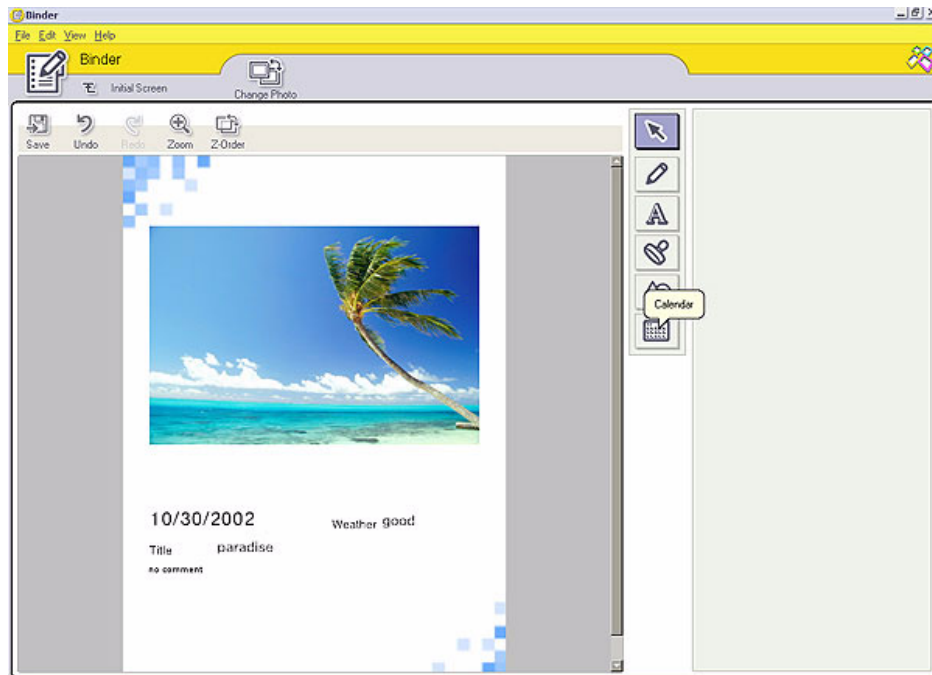 Binder
File Edit View Help
Binder
Initial Screen
Change Photo
Save Undo Redo Zoom Z-Order
Calendar
10/30/2002
Weather good
Title paradise
no comment